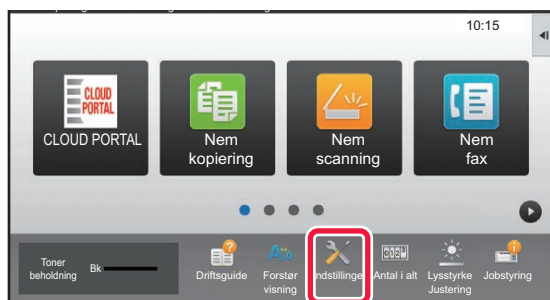 10:15
CLOUD
PORTAL
CLOUD PORTAL
Nem
kopiering
Nem
scanning
Nem
fax
Toner
beholdning
Bk
Driftsguide
Forstør
visning
Indstillinger
Antal i alt
Lysstyrke
Justering
Jobstyring